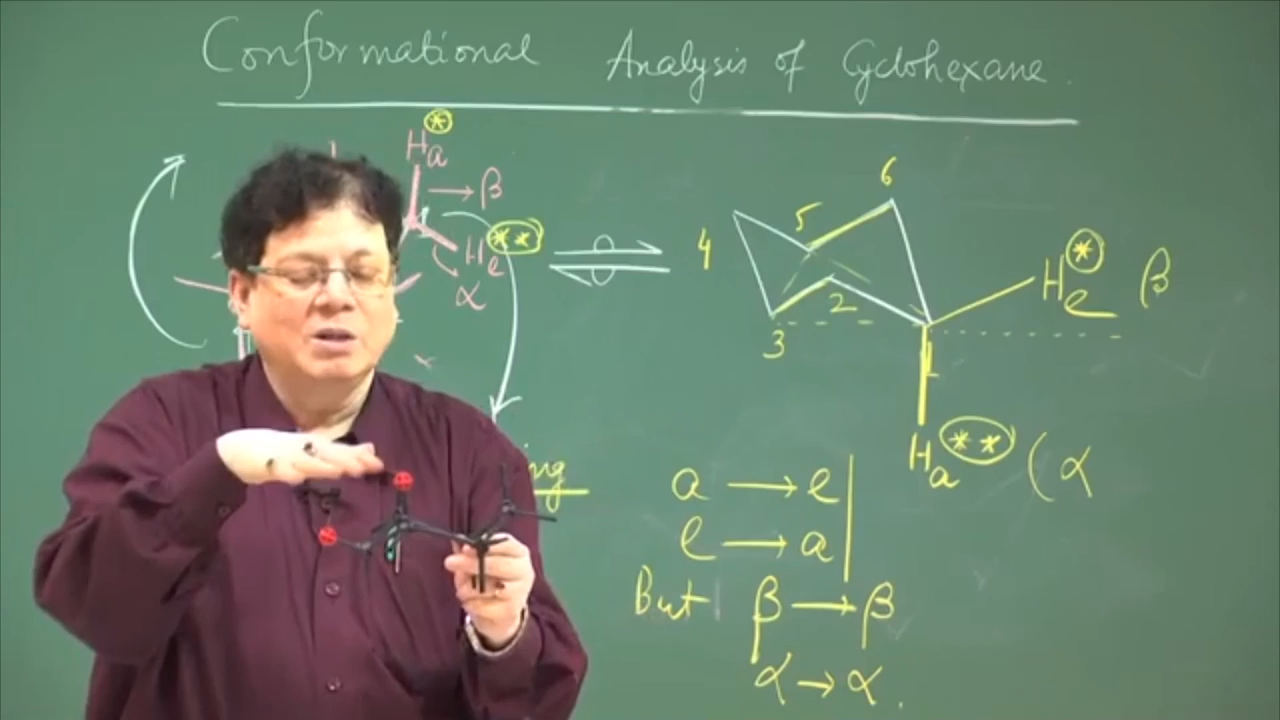 Conformational Analysis of Cyclohexane.
Ha *
→ β
He **
α
6
5
4
2
3
1
He * β
Ha ** (α
a → e
e → a
But β → β
α → α.